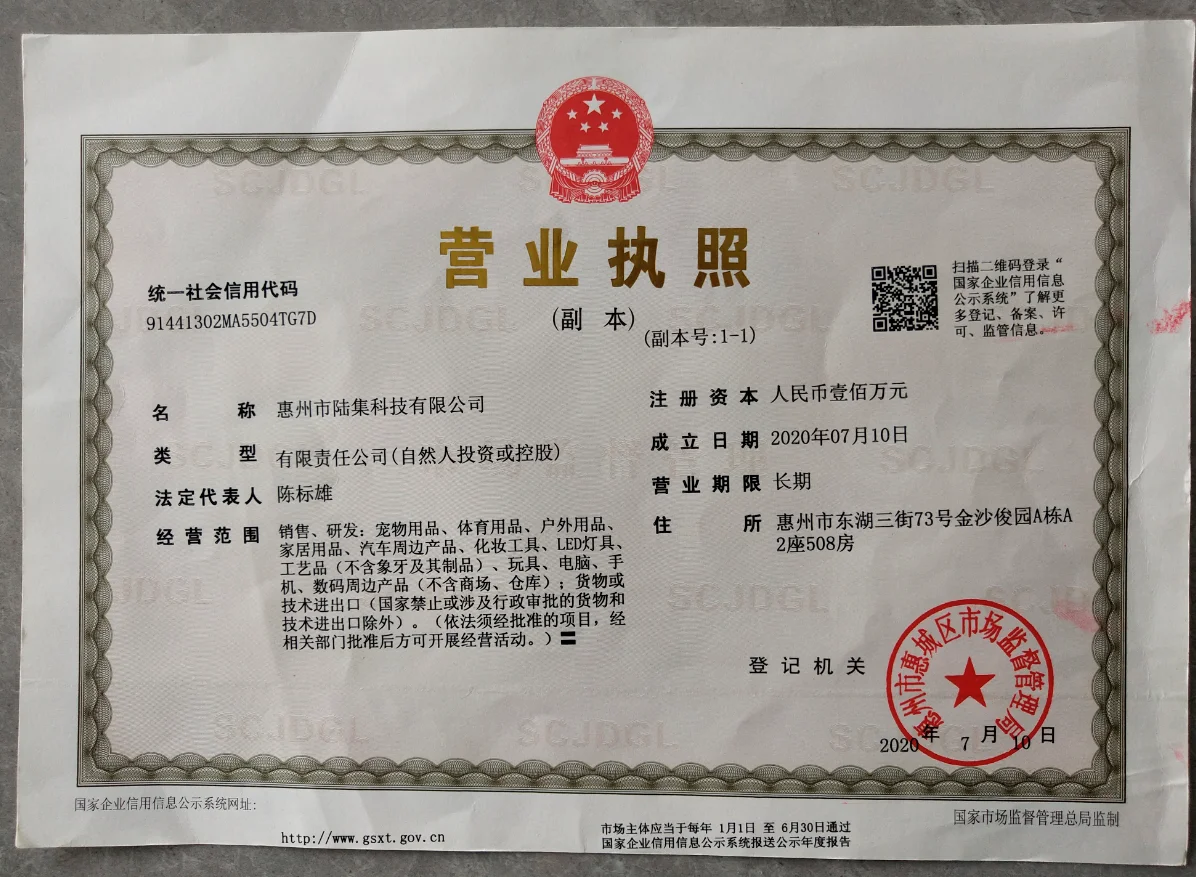 营业执照
(副 本)
(副本号:1-1)
统一社会信用代码
91441302MA5504TG7D
扫描二维码登录“
国家企业信用信息
公示系统”了解更
多登记、备案、许
可、监管信息。
名 称 惠州市陆集科技有限公司
类 型 有限责任公司(自然人投资或控股)
法定代表人 陈标雄
经营范围 销售、研发：宠物用品、体育用品、户外用品、
家居用品、汽车周边产品、化妆工具、LED灯具、
工艺品（不含象牙及其制品）、玩具、电脑、手
机、数码周边产品（不含商场、仓库）；货物或
技术进出口（国家禁止或涉及行政审批的货物和
技术进出口除外）。（依法须经批准的项目，经
相关部门批准后方可开展经营活动。）〓
注册资本 人民币壹佰万元
成立日期 2020年07月10日
营业期限 长期
住 所 惠州市东湖三街73号金沙俊园A栋A
2座508房
登记机关
惠州市惠城区市场监督管理局
2020年 7 月 10 日
国家企业信用信息公示系统网址:
http://www.gsxt.gov.cn
市场主体应当于每年 1月1日 至 6月30日通过
国家企业信用信息公示系统报送公示年度报告
国家市场监督管理总局监制
SCJDGL
SCJDGL
SCJDGL
SCJDGL
SCJDGL
SCJDGL
SCJDGL
SCJDGL